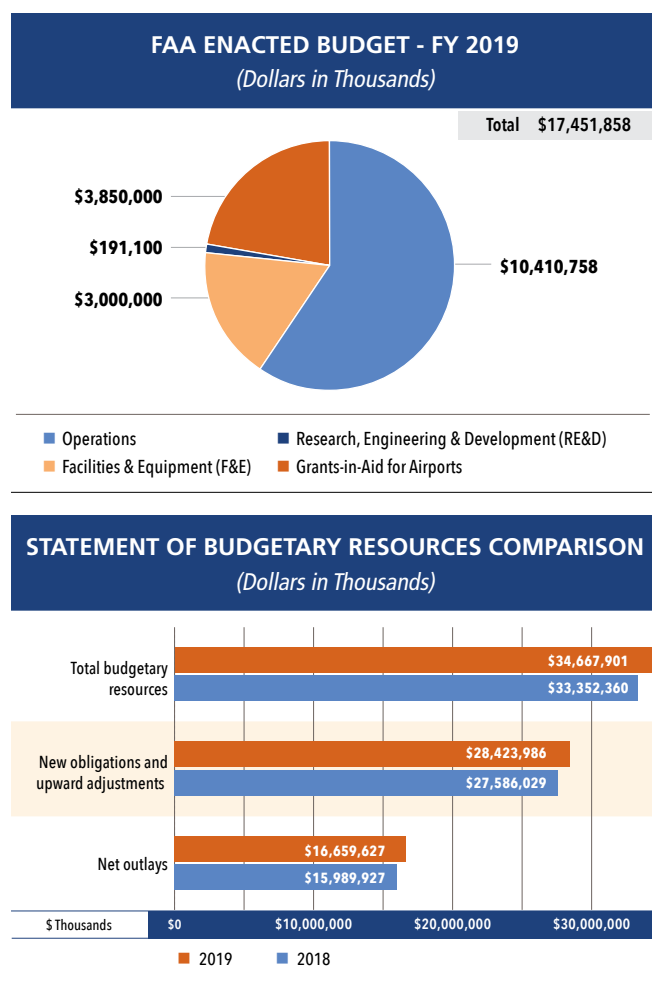 FAA ENACTED BUDGET - FY 2019
(Dollars in Thousands)
Total $17,451,858
$3,850,000
$191,100
$3,000,000
$10,410,758
Operations
Research, Engineering & Development (RE&D)
Facilities & Equipment (F&E)
Grants-in-Aid for Airports
STATEMENT OF BUDGETARY RESOURCES COMPARISON
(Dollars in Thousands)
Total budgetary
resources
$34,667,901
$33,352,360
New obligations and
upward adjustments
$28,423,986
$27,586,029
Net outlays
$16,659,627
$15,989,927
$ Thousands
$0
$10,000,000
$20,000,000
$30,000,000
2019
2018